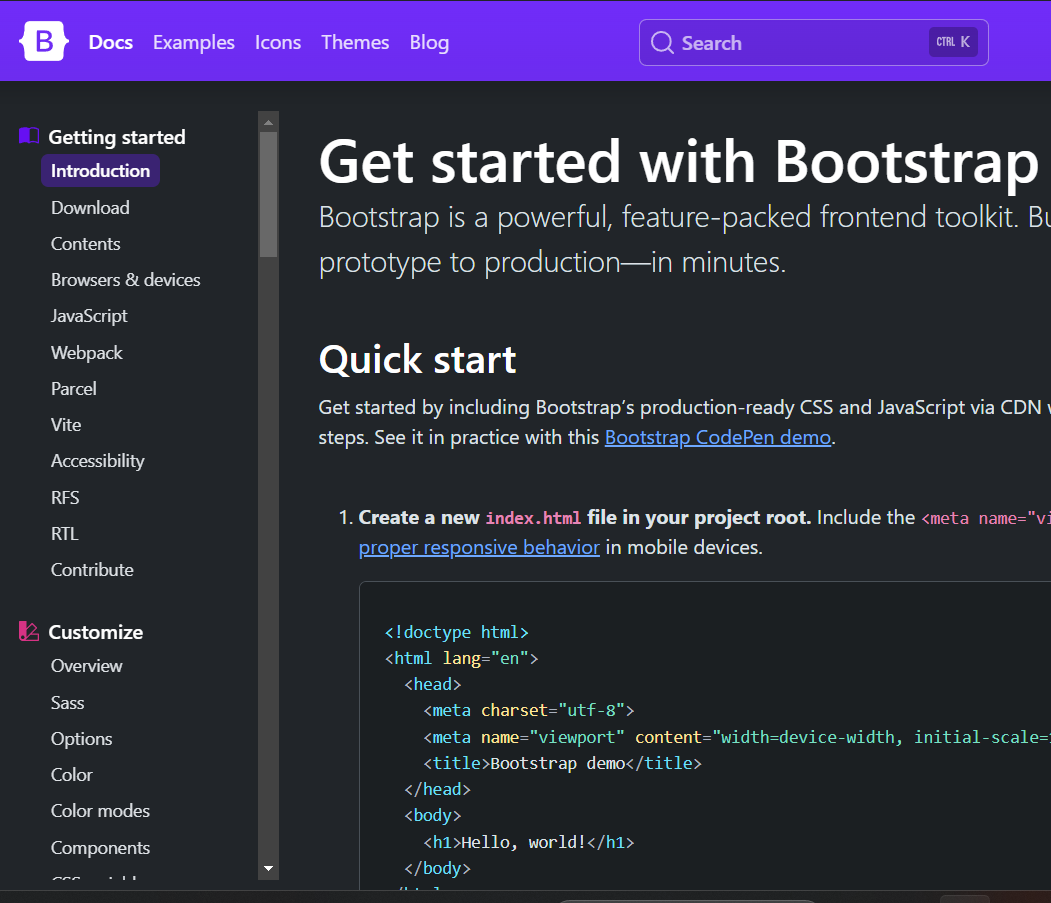 B Docs Examples Icons Themes Blog Search CTRL K
Getting started
Introduction
Download
Contents
Browsers & devices
JavaScript
Webpack
Parcel
Vite
Accessibility
RFS
RTL
Contribute
Customize
Overview
Sass
Options
Color
Color modes
Components
Get started with Bootstrap
Bootstrap is a powerful, feature-packed frontend toolkit. Bu
prototype to production—in minutes.
Quick start
Get started by including Bootstrap’s production-ready CSS and JavaScript via CDN
steps. See it in practice with this Bootstrap CodePen demo.
1. Create a new index.html file in your project root. Include the <meta name="vi
proper responsive behavior in mobile devices.
<!doctype html>
<html lang="en">
<head>
<meta charset="utf-8">
<meta name="viewport" content="width=device-width, initial-scale=
<title>Bootstrap demo</title>
</head>
<body>
<h1>Hello, world!</h1>
</body>